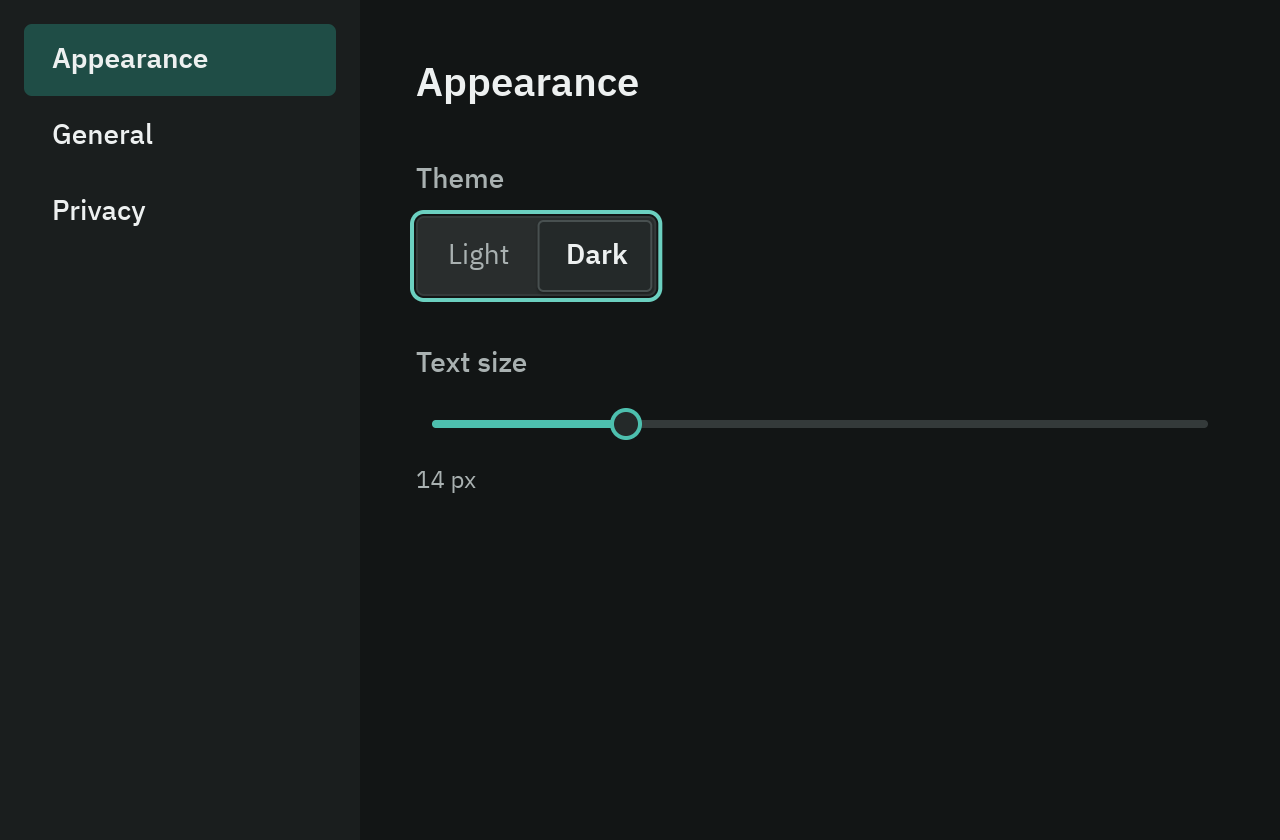 Appearance
General
Privacy
Appearance
Theme
Light
Dark
Text size
14 px